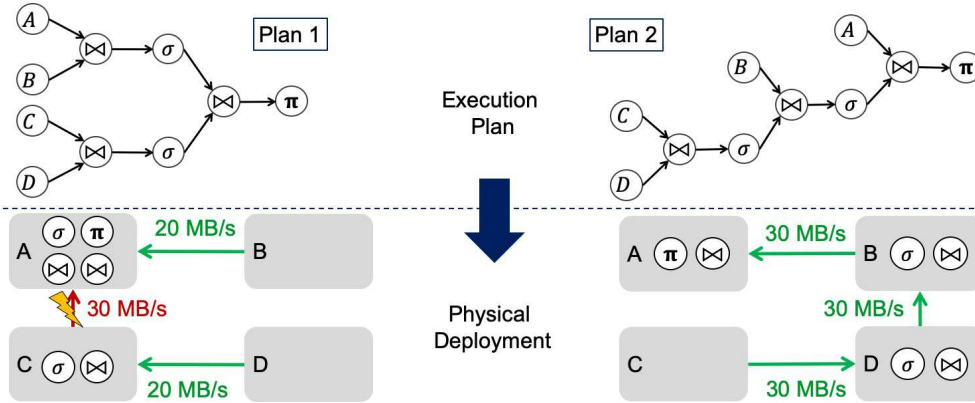 A
B
C
D
⋈
σ
⋈
σ
⋈
π
Plan 1
Execution
Plan
Plan 2
A
B
C
D
⋈
σ
⋈
σ
⋈
π
A
σ π
⋈ ⋈
20 MB/s
B
30 MB/s
C
σ ⋈
20 MB/s
D
Physical
Deployment
A
π ⋈
30 MB/s
B
σ ⋈
30 MB/s
C
30 MB/s
D
σ ⋈